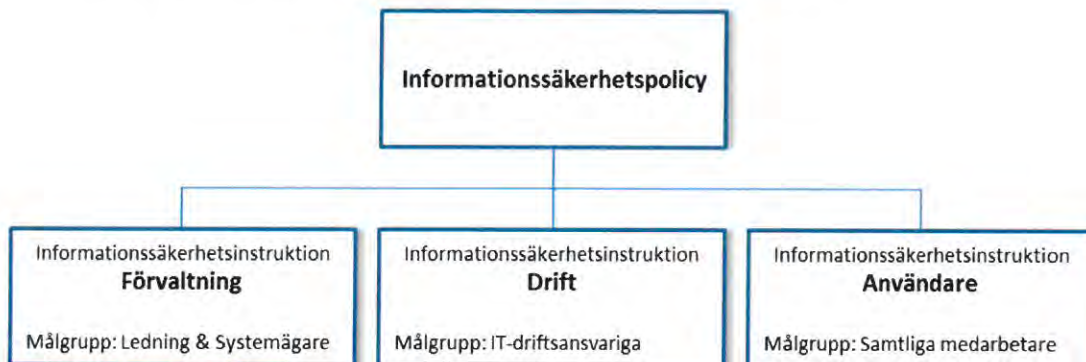 Informationssäkerhetspolicy
Informationssäkerhetsinstruktion
Förvaltning
Målgrupp: Ledning & Systemägare
Informationssäkerhetsinstruktion
Drift
Målgrupp: IT-driftsansvariga
Informationssäkerhetsinstruktion
Användare
Målgrupp: Samtliga medarbetare